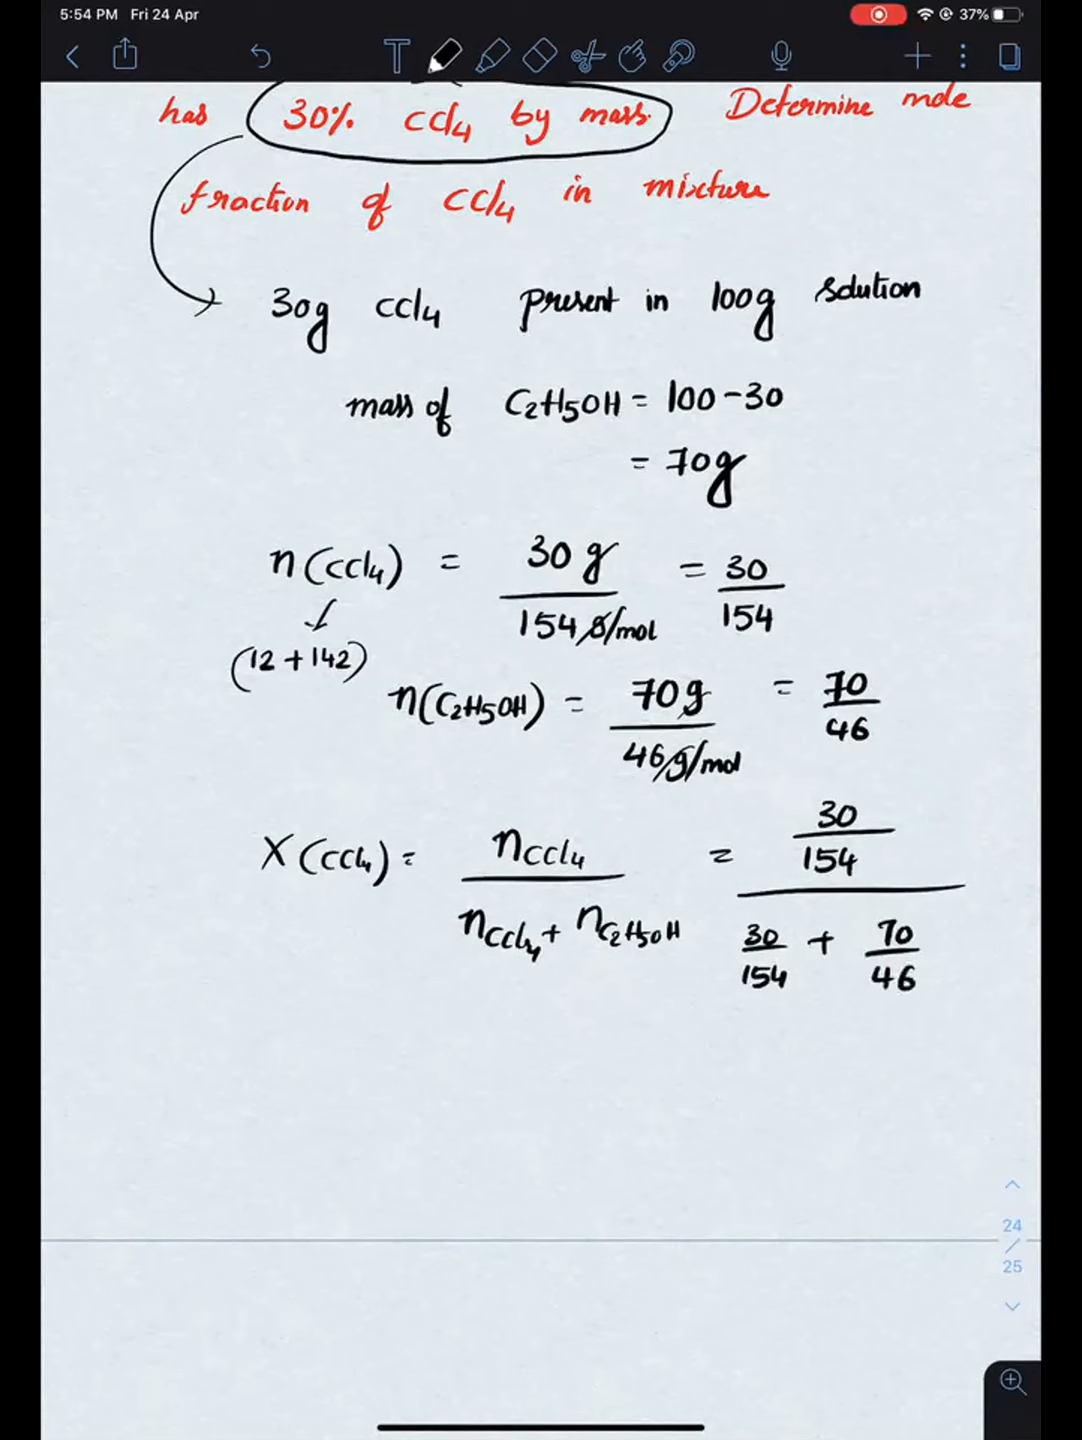 5:54 PM Fri 24 Apr 37%
has 30% ccl4 by mass. Determine mole
fraction of ccl4 in mixture
30g ccl4 present in 100g solution
mass of C2H5OH = 100-30
= 70g
n(ccl4) = 30g/154g/mol = 30/154
(12+142)
n(C2H5OH) = 70g/46g/mol = 70/46
X(ccl4) = nccl4/nccl4 + nC2H5OH = 30/154/30/154 + 70/46
24
/
25